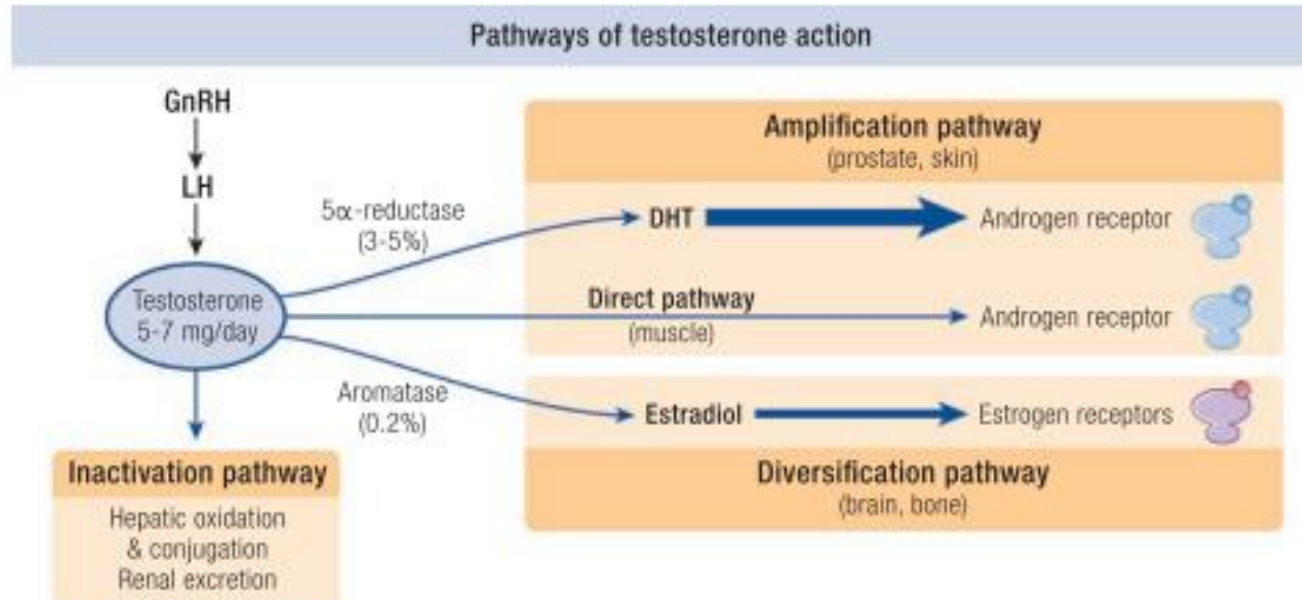 Pathways of testosterone action
GnRH
LH
Testosterone
5-7 mg/day
5α-reductase
(3-5%)
Aromatase
(0.2%)
Inactivation pathway
Hepatic oxidation
& conjugation
Renal excretion
Amplification pathway
(prostate, skin)
DHT
Androgen receptor
Direct pathway
(muscle)
Androgen receptor
Estradiol
Estrogen receptors
Diversification pathway
(brain, bone)